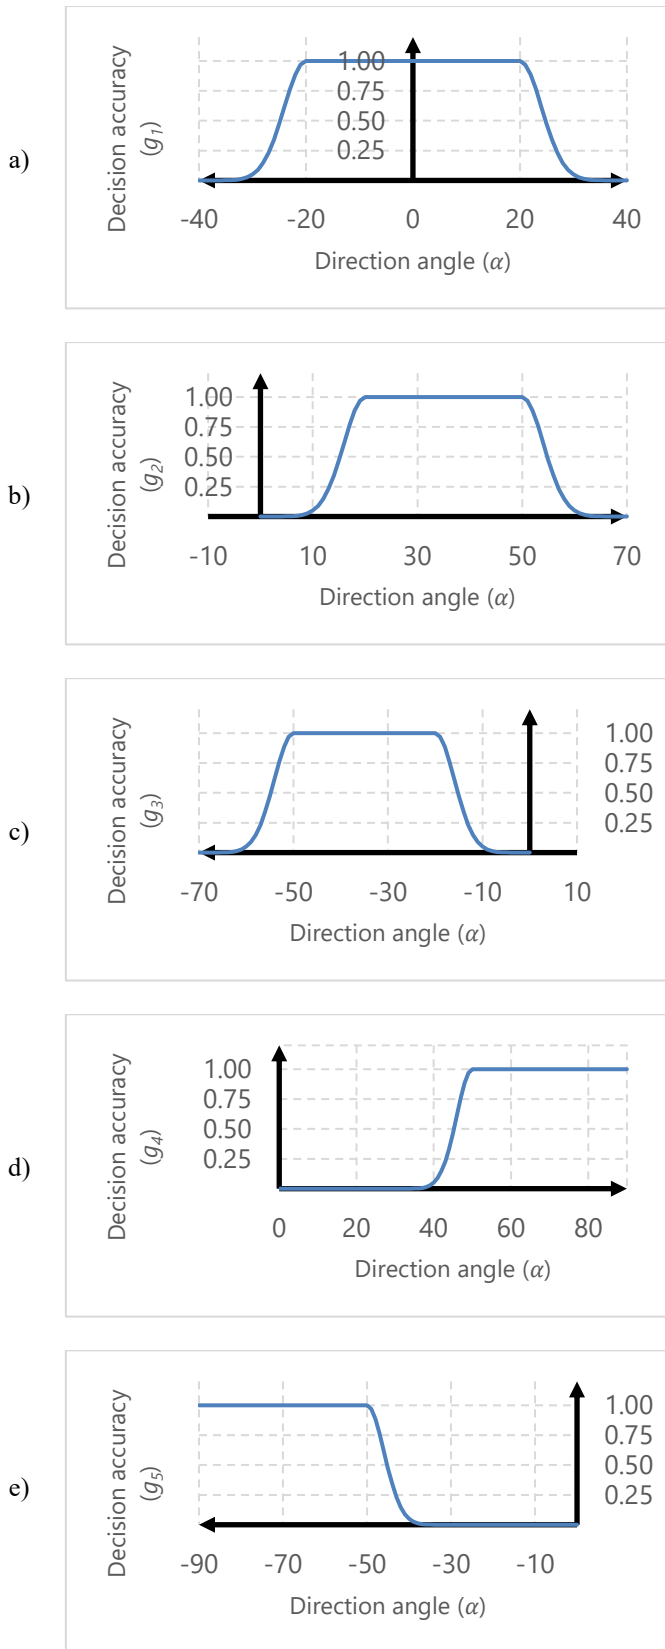 a)
Decision accuracy
(g₁)
1.00
0.75
0.50
0.25
-40 -20 0 20 40
Direction angle (α)
b)
Decision accuracy
(g₂)
1.00
0.75
0.50
0.25
-10 10 30 50 70
Direction angle (α)
c)
Decision accuracy
(g₃)
1.00
0.75
0.50
0.25
-70 -50 -30 -10 10
Direction angle (α)
d)
Decision accuracy
(g₄)
1.00
0.75
0.50
0.25
0 20 40 60 80
Direction angle (α)
e)
Decision accuracy
(g₅)
1.00
0.75
0.50
0.25
-90 -70 -50 -30 -10
Direction angle (α)